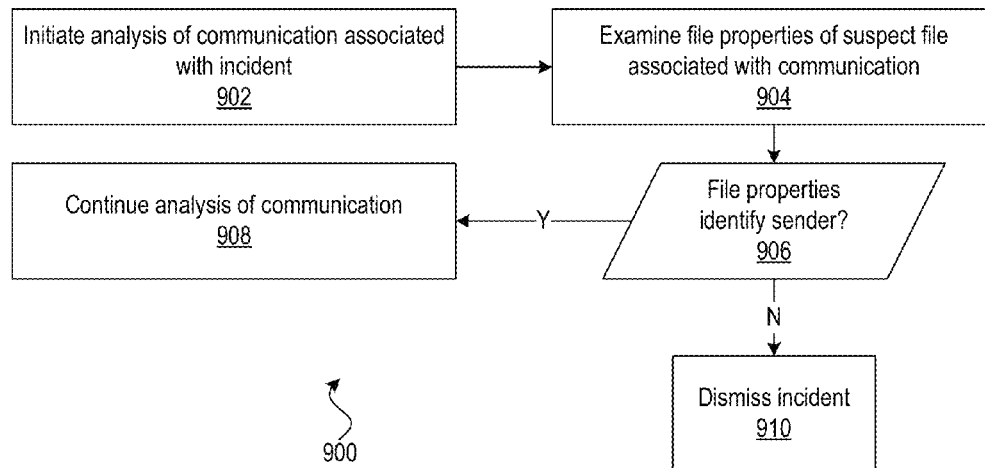 Initiate analysis of communication associated
with incident
902
Examine file properties of suspect file
associated with communication
904
File properties
identify sender?
906
Y
Continue analysis of communication
908
N
Dismiss incident
910
900